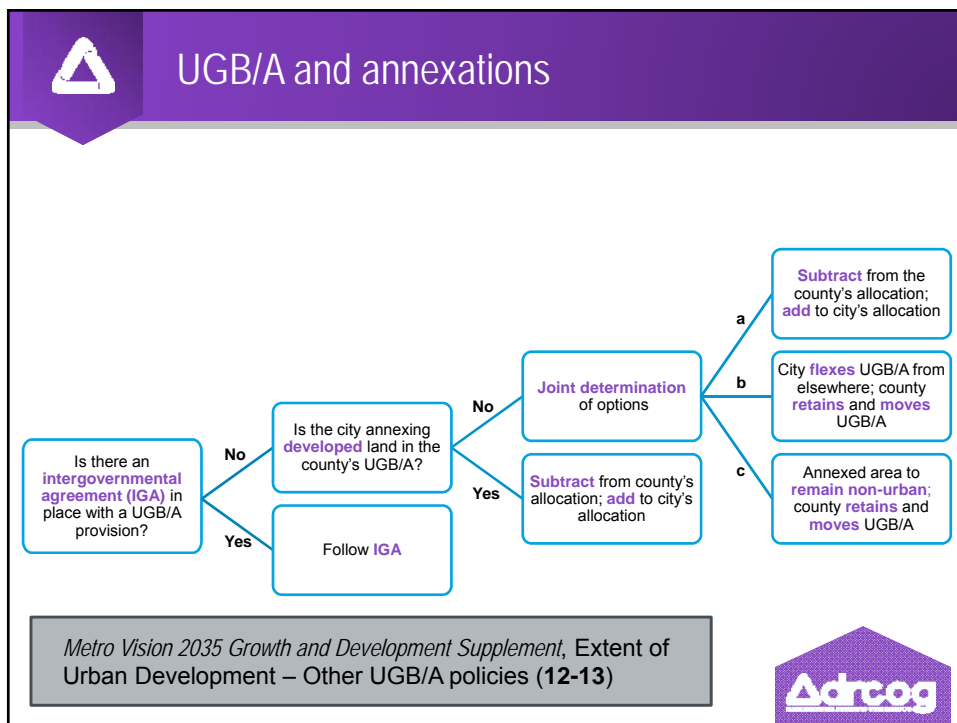 UGB/A and annexations
Is there an
intergovernmental
agreement (IGA) in
place with a UGB/A
provision?
No
Yes
Is the city annexing
developed land in the
county's UGB/A?
Follow IGA
No
Yes
Joint determination
of options
Subtract from county's
allocation; add to city's
allocation
a
b
c
Subtract from the
county's allocation;
add to city's allocation
City flexes UGB/A from
elsewhere; county
retains and moves
UGB/A
Annexed area to
remain non-urban;
county retains and
moves UGB/A
Metro Vision 2035 Growth and Development Supplement, Extent of
Urban Development – Other UGB/A policies (12-13)
drcog